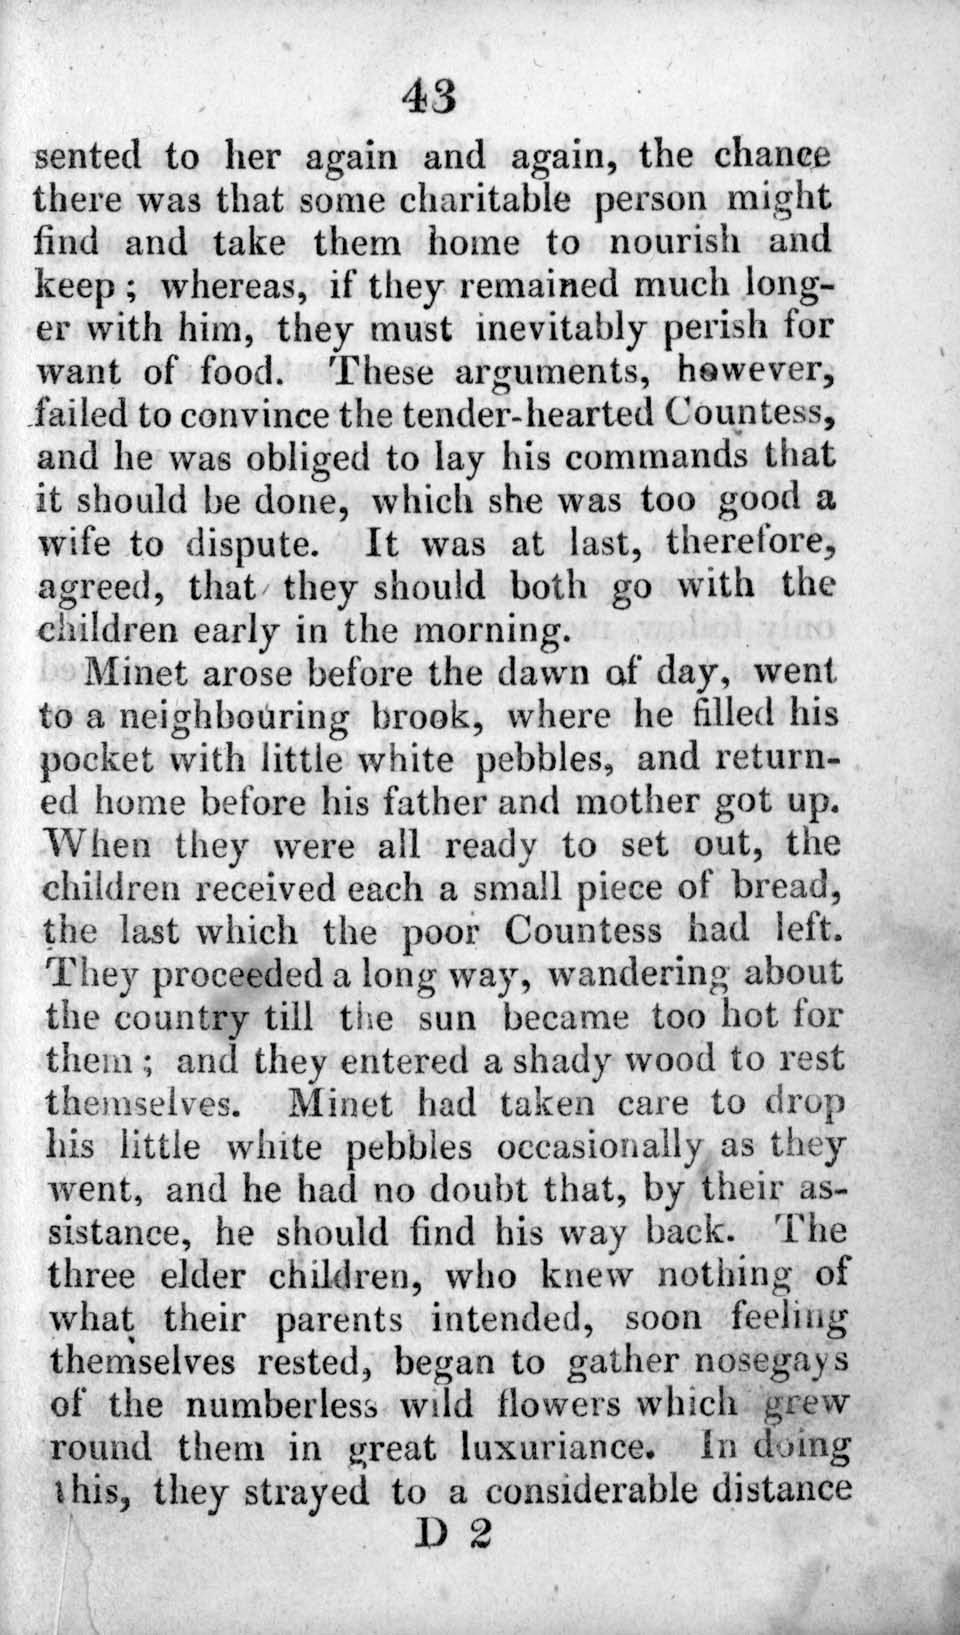 43
sented to her again and again, the chance
there was that some charitable person might
find and take them home to nourish and
keep ; whereas, if they remained much long-
er with him, they must inevitably perish for
want of food. These arguments, however,
failed to convince the tender-hearted Countess,
and he was obliged to lay his commands that
it should be done, which she was too good a
wife to dispute. It was at last, therefore,
agreed, that they should both go with the
children early in the morning.
Minet arose before the dawn of day, went
to a neighbouring brook, where he filled his
pocket with little white pebbles, and return-
ed home before his father and mother got up.
When they were all ready to set out, the
children received each a small piece of bread,
the last which the poor Countess had left.
They proceeded a long way, wandering about
the country till the sun became too hot for
them ; and they entered a shady wood to rest
themselves. Minet had taken care to drop
his little white pebbles occasionally as they
went, and he had no doubt that, by their as-
sistance, he should find his way back. The
three elder children, who knew nothing of
what their parents intended, soon feeling
themselves rested, began to gather nosegays
of the numberless wild flowers which grew
round them in great luxuriance. In doing
this, they strayed to a considerable distance
D 2